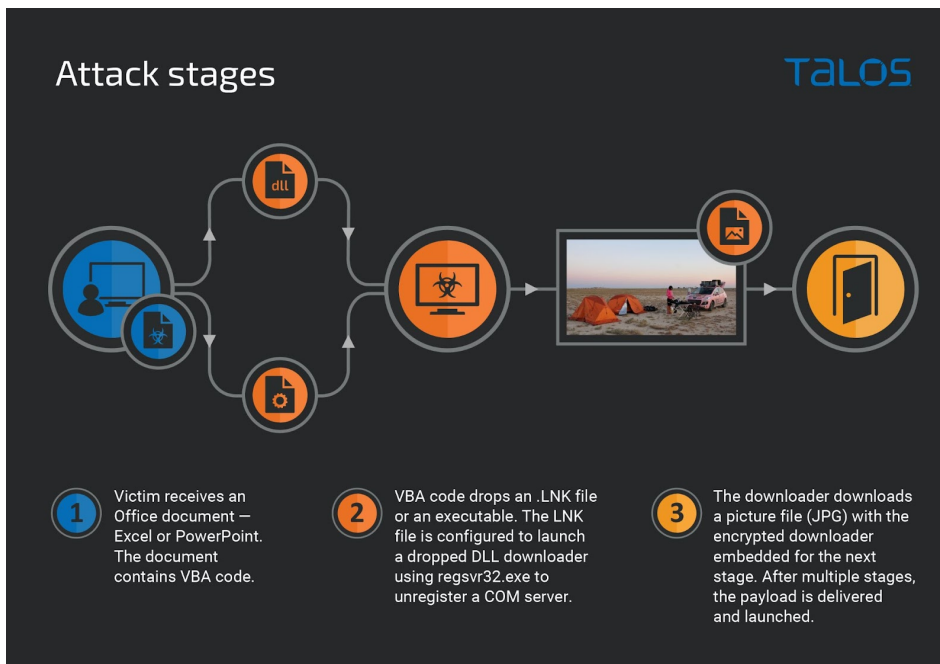 Attack stages
TALOS
dll
1
Victim receives an
Office document —
Excel or PowerPoint.
The document
contains VBA code.
2
VBA code drops an .LNK file
or an executable. The LNK
file is configured to launch
a dropped DLL downloader
using regsvr32.exe to
unregister a COM server.
3
The downloader downloads
a picture file (JPG) with the
encrypted downloader
embedded for the next
stage. After multiple stages,
the payload is delivered
and launched.